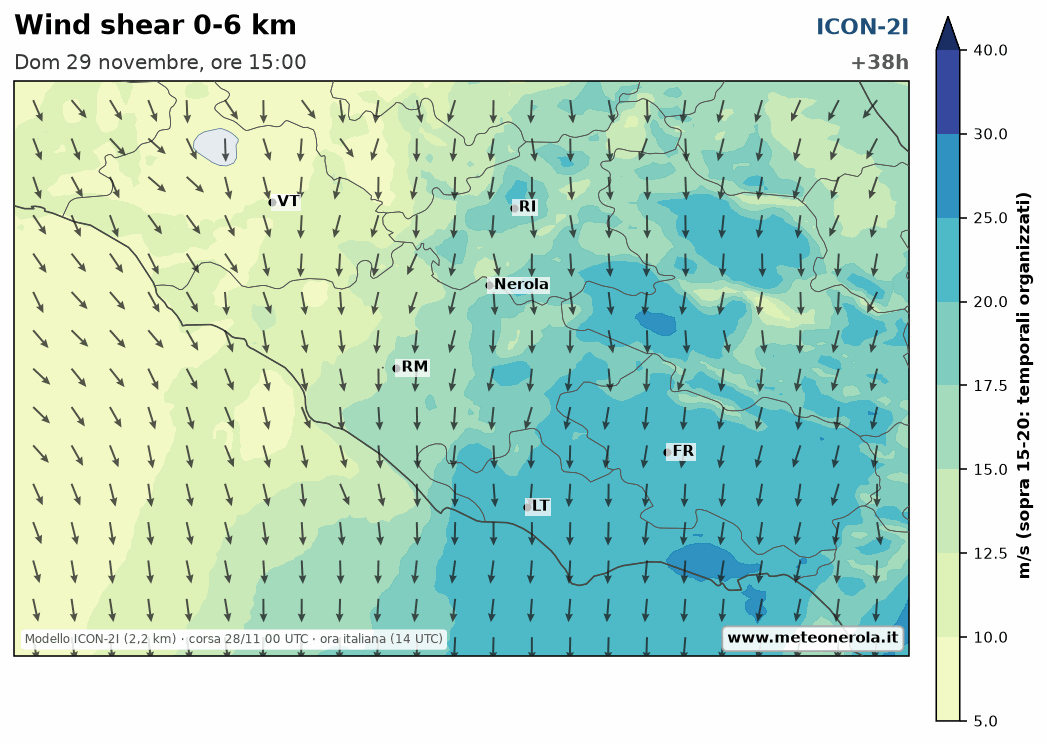 Wind shear 0-6 km
ICON-2I
Dom 29 novembre, ore 15:00
+38h
VT
RI
Nerola
RM
FR
LT
Modello ICON-2I (2,2 km) · corsa 28/11 00 UTC · ora italiana (14 UTC)
www.meteonerola.it
40.0
30.0
25.0
20.0
17.5
15.0
12.5
10.0
5.0
m/s (sopra 15-20: temporali organizzati)